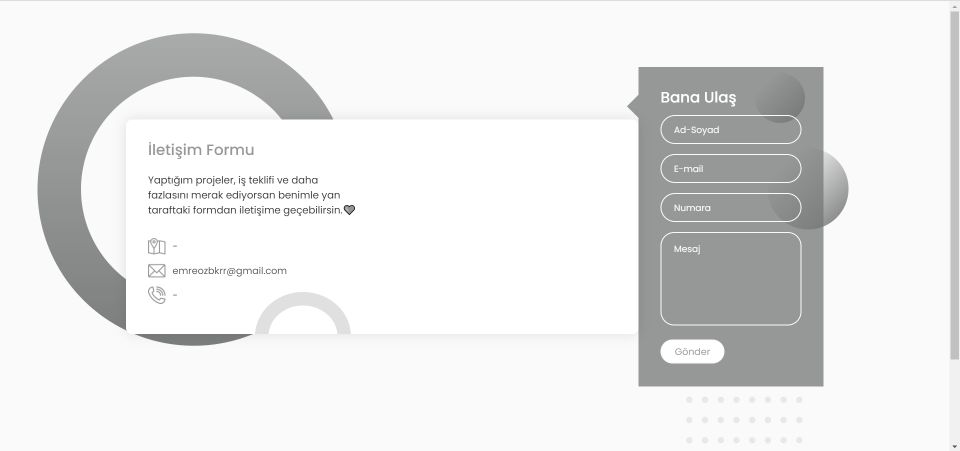 İletişim Formu
Yaptığım projeler, iş teklifi ve daha
fazlasını merak ediyorsan benimle yan
taraftaki formdan iletişime geçebilirsin.🖤
-
emreozbkrr@gmail.com
-
Bana Ulaş
Ad-Soyad
E-mail
Numara
Mesaj
Gönder